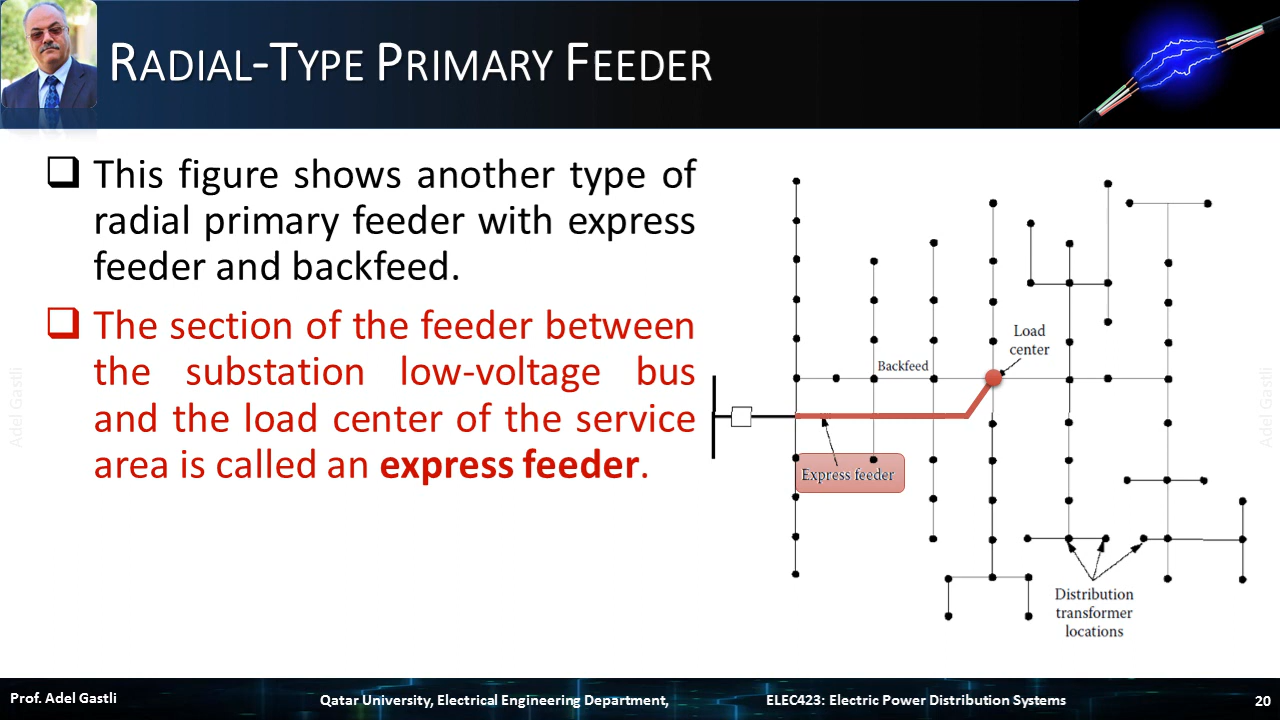 RADIAL-TYPE PRIMARY FEEDER
❑ This figure shows another type of
radial primary feeder with express
feeder and backfeed.
❑ The section of the feeder between
the substation low-voltage bus
and the load center of the service
area is called an express feeder.
Load
center
Backfeed
Express feeder
Distribution
transformer
locations
Adel Gastli
Adel Gastli
Prof. Adel Gastli
Qatar University, Electrical Engineering Department,
ELEC423: Electric Power Distribution Systems
20